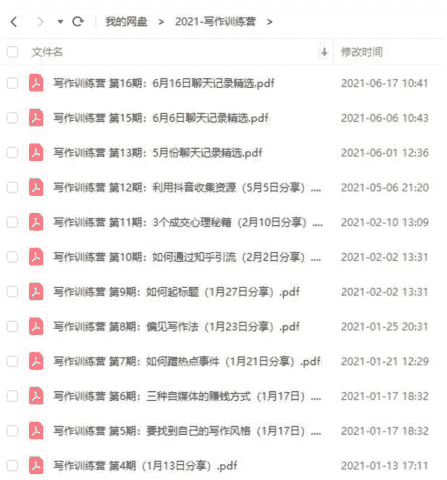 我的网盘 > 2021-写作训练营 >
文件名 修改时间
写作训练营 第16期：6月16日聊天记录精选.pdf 2021-06-17 10:41
写作训练营 第15期：6月6日聊天记录精选.pdf 2021-06-06 10:43
写作训练营 第13期：5月份聊天记录精选.pdf 2021-06-01 12:36
写作训练营 第12期：利用抖音收集资源（5月5日分享）.... 2021-05-06 21:20
写作训练营 第11期：3个成交心理秘籍（2月10日分享）.... 2021-02-10 13:09
写作训练营 第10期：如何通过知乎引流（2月2日分享）.... 2021-02-02 13:31
写作训练营 第9期：如何起标题（1月27日分享）.pdf 2021-02-02 13:31
写作训练营 第8期：偏见写作法（1月23日分享）.pdf 2021-01-25 20:31
写作训练营 第7期：如何蹭热点事件（1月21日分享）.pdf 2021-01-21 12:29
写作训练营 第6期：三种自媒体的赚钱方式（1月17日）.... 2021-01-17 18:32
写作训练营 第5期：要找到自己的写作风格（1月17日）.... 2021-01-17 18:32
写作训练营 第4期（1月13日分享）.pdf 2021-01-13 17:11